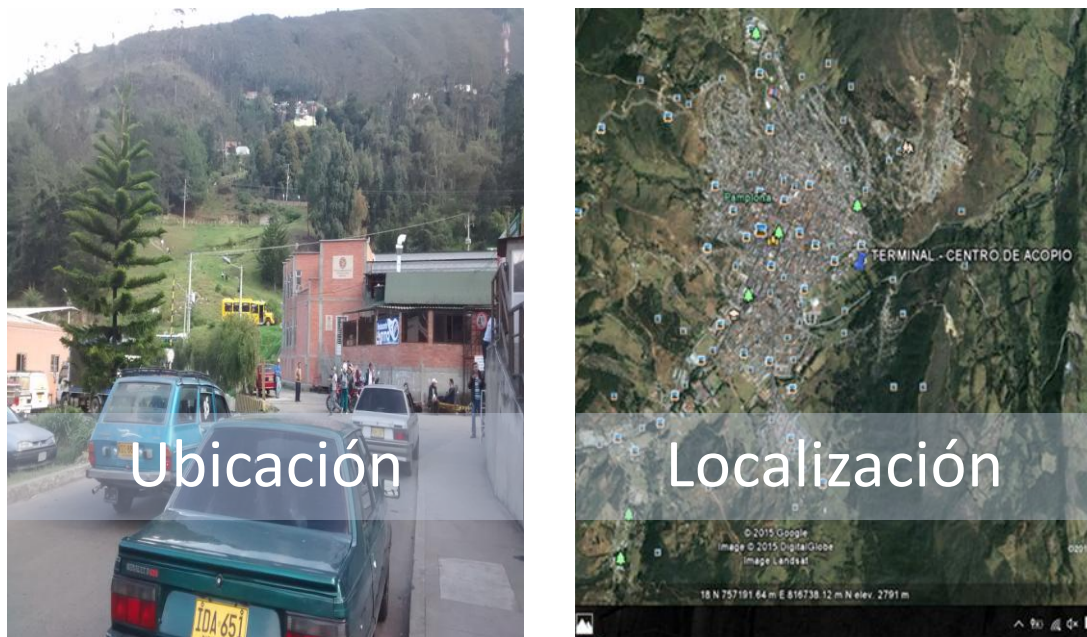 Ubicación
IDA 651
Localización
Pamplona
TERMINAL - CENTRO DE ACOPIO
© 2015 Google
Image © 2015 DigitalGlobe
Image Landsat
18 N 757191.64 m E 816738.12 m N elev. 2791 m